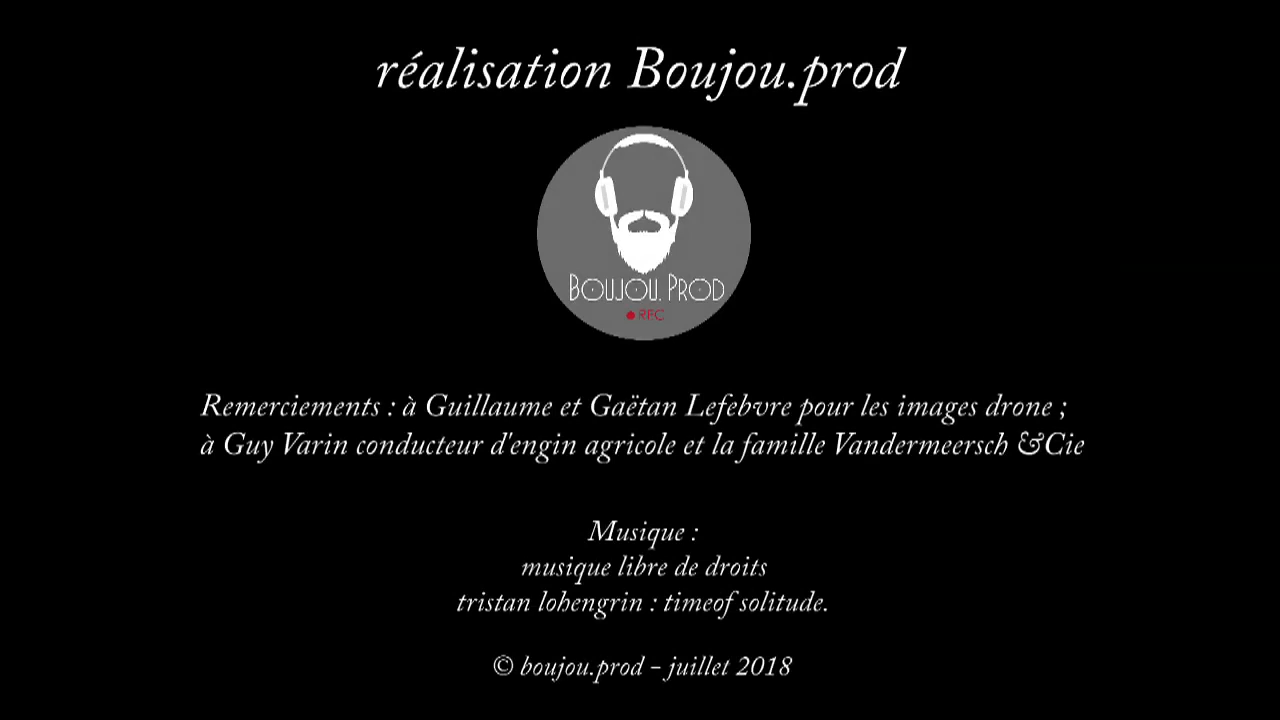 réalisation Boujou.prod
BOUJOU. PROD
REC
Remerciements : à Guillaume et Gaëtan Lefebvre pour les images drone ;
à Guy Varin conducteur d'engin agricole et la famille Vandermeersch &Cie
Musique :
musique libre de droits
tristan lohengrin : timeof solitude.
© boujou.prod - juillet 2018